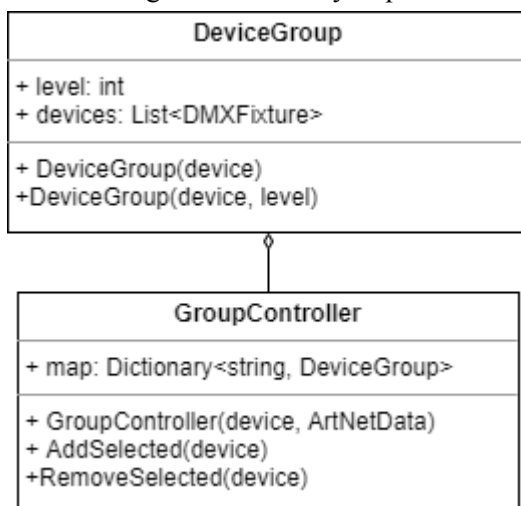 DeviceGroup
+ level: int
+ devices: List<DMXFixture>
+ DeviceGroup(device)
+DeviceGroup(device, level)
GroupController
+ map: Dictionary<string, DeviceGroup>
+ GroupController(device, ArtNetData)
+ AddSelected(device)
+RemoveSelected(device)